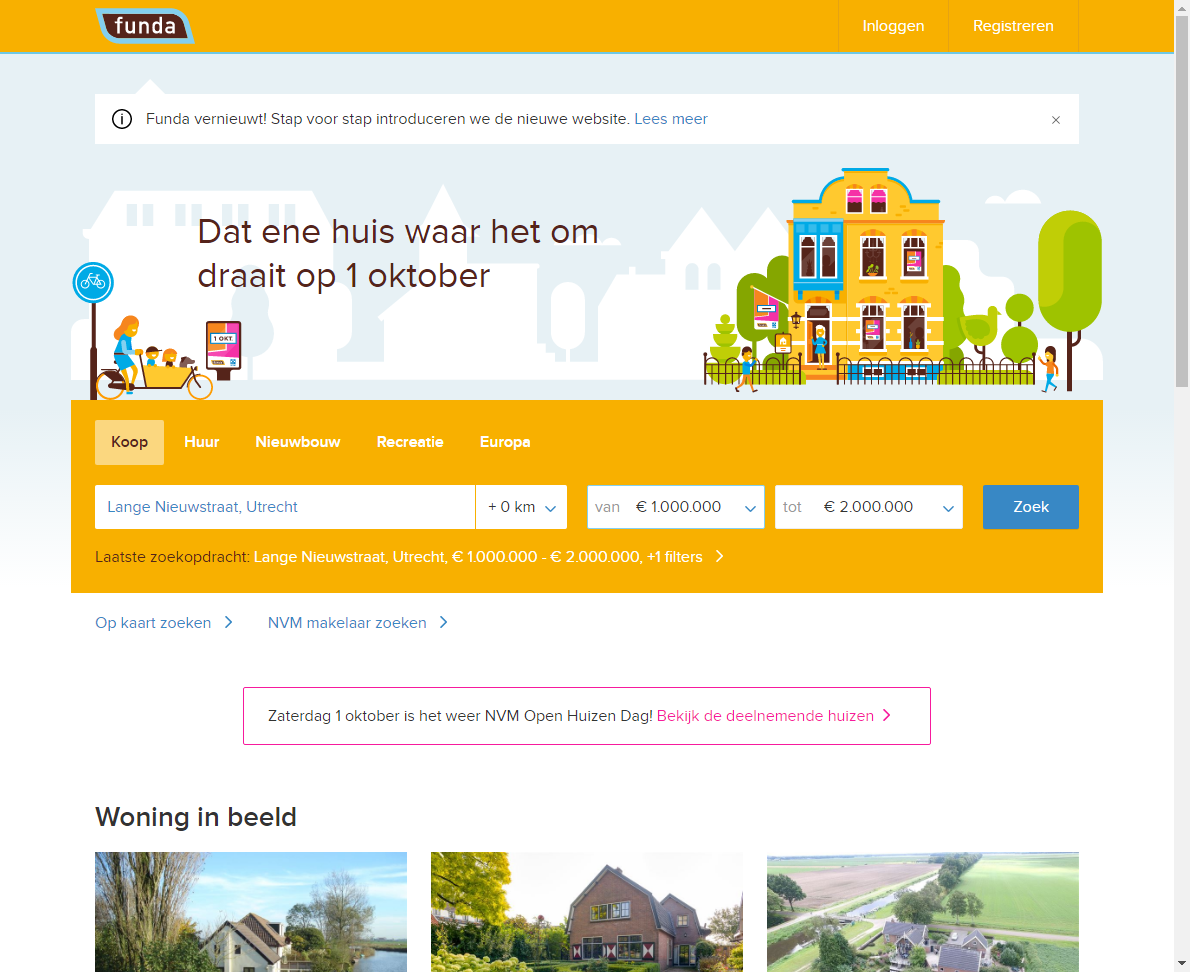 funda
Inloggen
Registreren
Funda vernieuwt! Stap voor stap introduceren we de nieuwe website. Lees meer
Dat ene huis waar het om
draait op 1 oktober
1 OKT.
Koop
Huur
Nieuwbouw
Recreatie
Europa
Lange Nieuwstraat, Utrecht
+ 0 km
van € 1.000.000
tot € 2.000.000
Zoek
Laatste zoekopdracht: Lange Nieuwstraat, Utrecht, € 1.000.000 - € 2.000.000, +1 filters
Op kaart zoeken
NVM makelaar zoeken
Zaterdag 1 oktober is het weer NVM Open Huizen Dag! Bekijk de deelnemende huizen
Woning in beeld